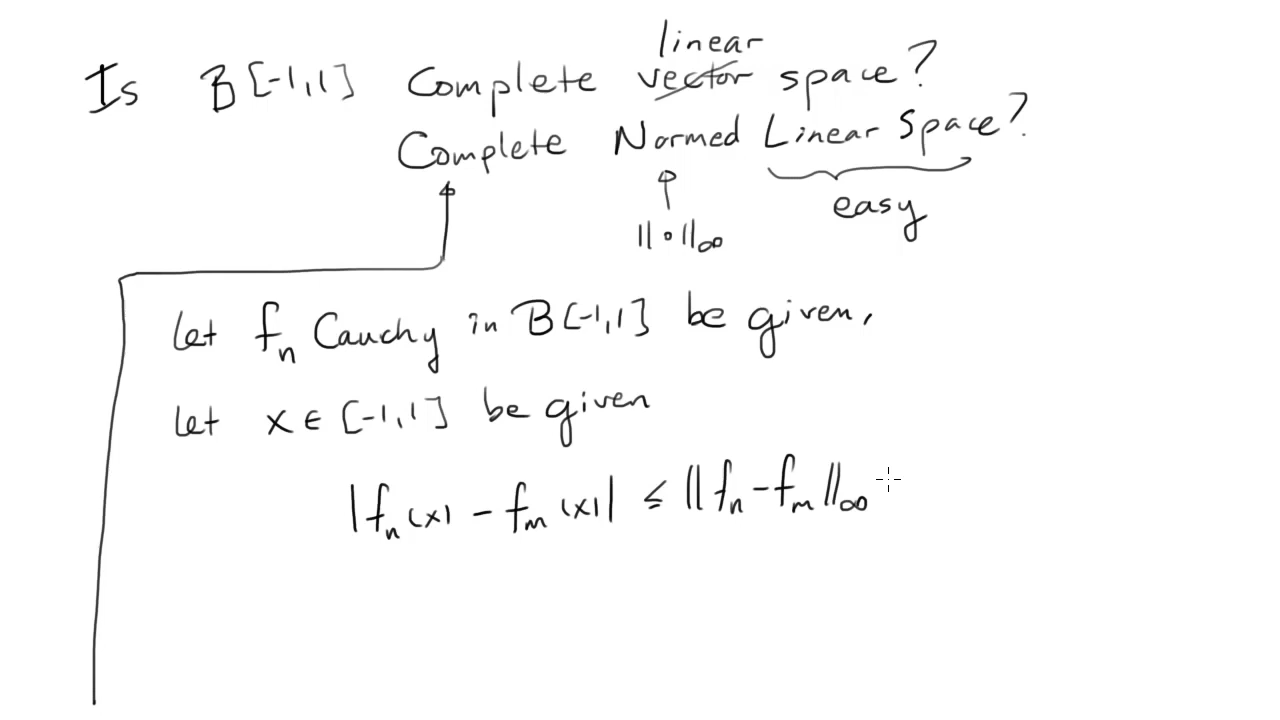 linear
Is B[-1,1] Complete vector space?
Complete Normed Linear Space?
easy
||∘||∞
Let fn Cauchy in B[-1,1] be given,
Let x ∈ [-1,1] be given
|fn(x) - fm(x)| ≤ ||fn - fm||∞